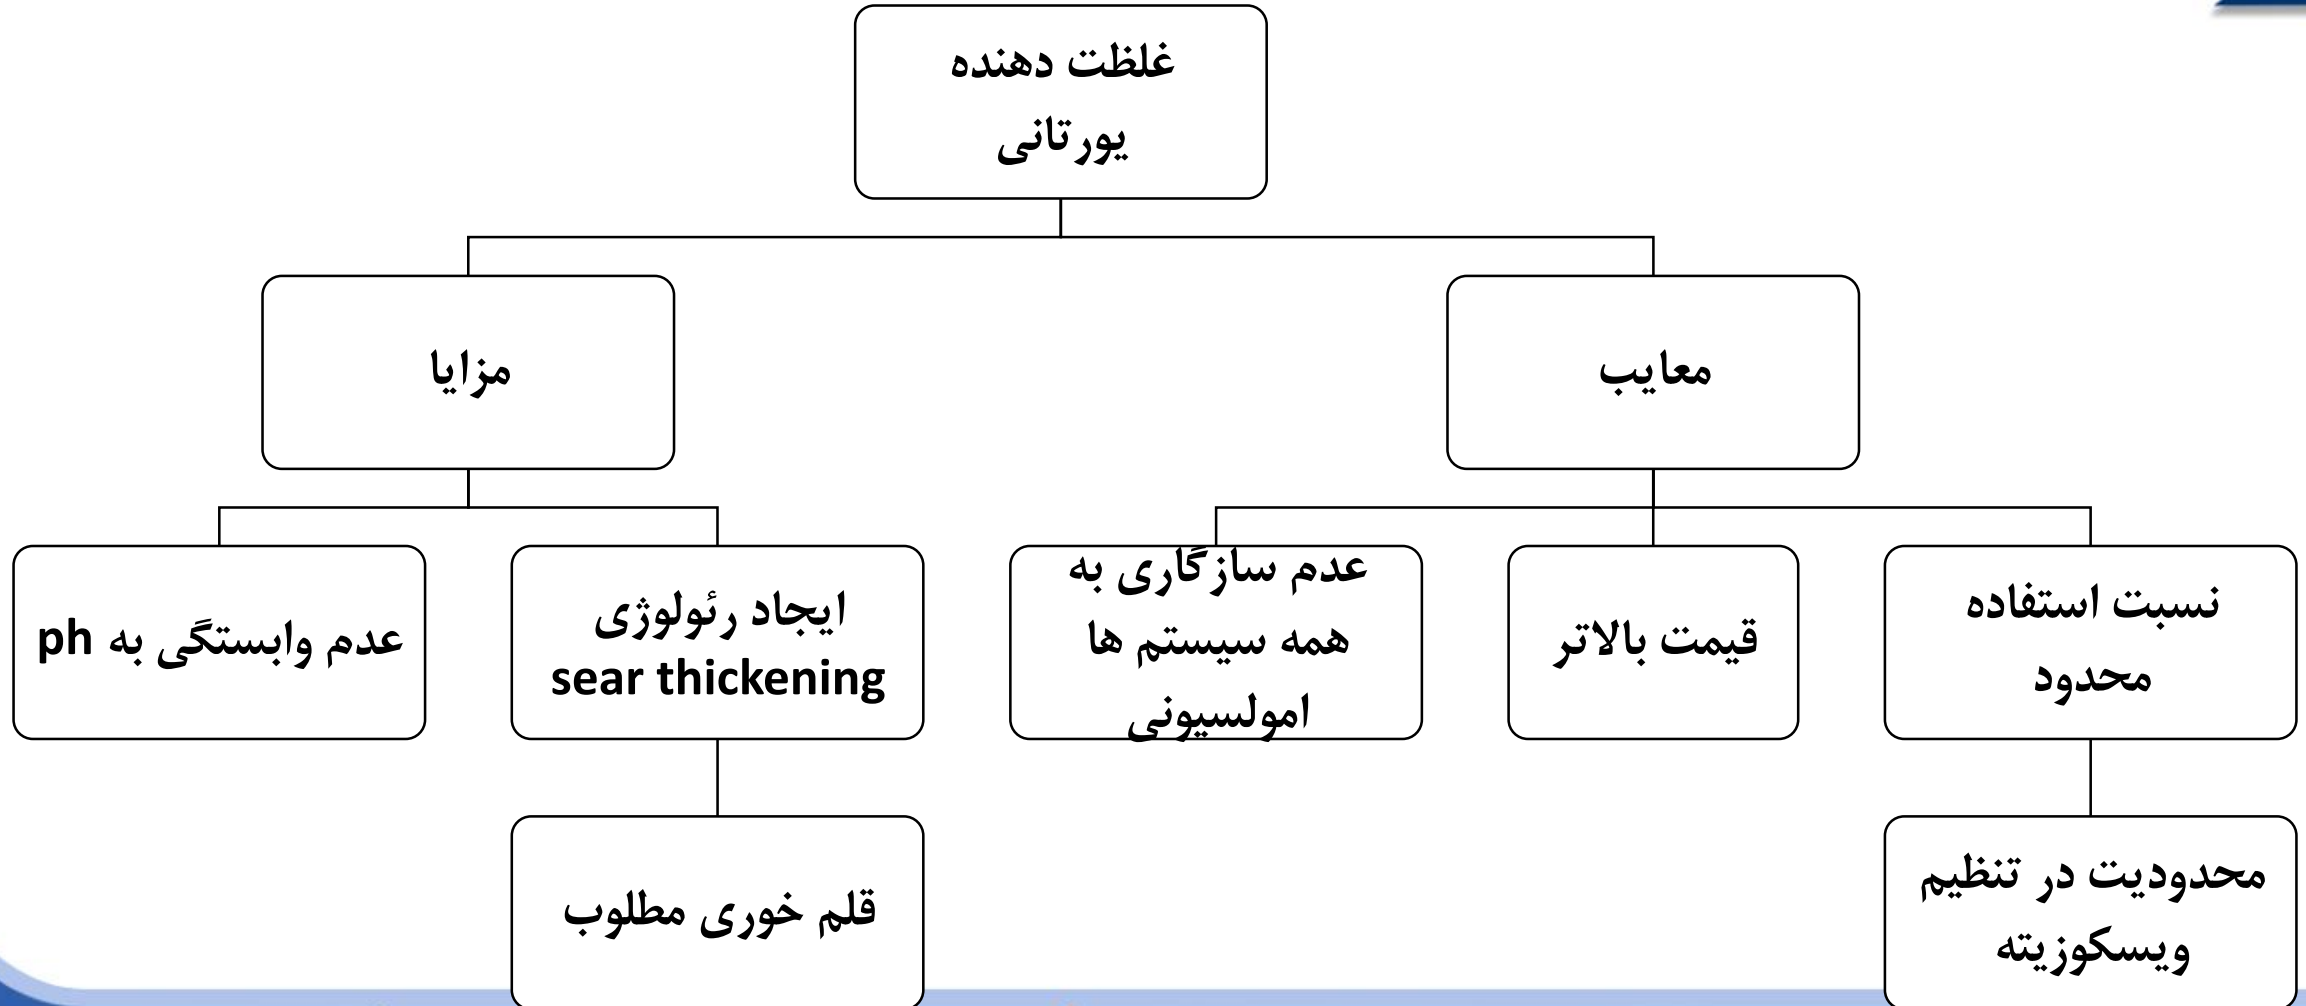 غلظت دهنده
یورتانی
معایب
مزایا
نسبت استفاده
محدود
قیمت بالاتر
عدم سازگاری به
همه سیستم ها
امولسیونی
ایجاد رئولوژی
sear thickening
عدم وابستگی به ph
محدودیت در تنظیم
ویسکوزیته
قلم خوری مطلوب